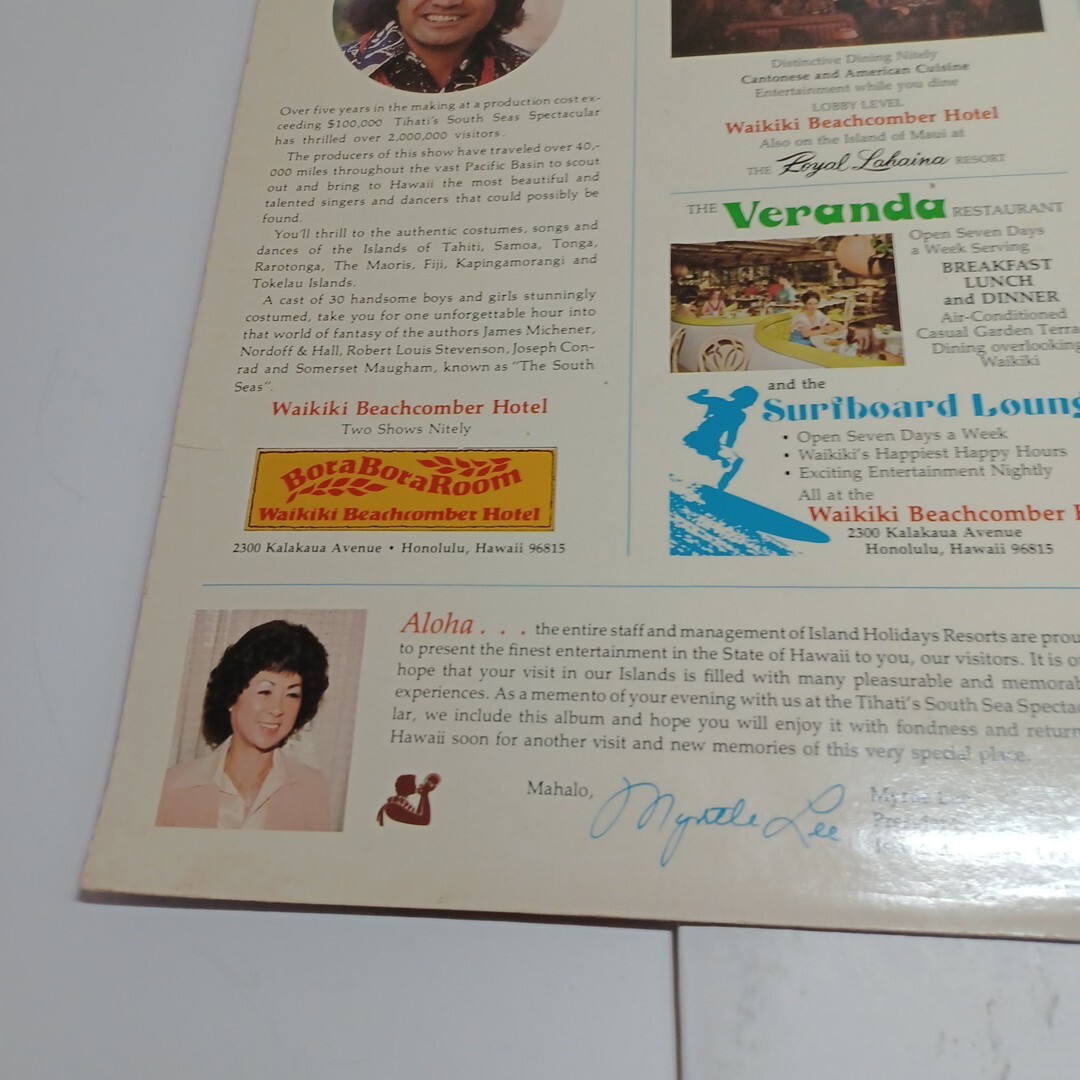 Over five years in the making at a production cost ex-
ceeding $100,000 Tihati's South Seas Spectacular
has thrilled over 2,000,000 visitors.
The producers of this show have traveled over 40,-
000 miles throughout the vast Pacific Basin to scout
out and bring to Hawaii the most beautiful and
talented singers and dancers that could possibly be
found.
You'll thrill to the authentic costumes, songs and
dances of the Islands of Tahiti, Samoa, Tonga,
Rarotonga, The Maoris, Fiji, Kapingamorangi and
Tokelau Islands.
A cast of 30 handsome boys and girls stunningly
costumed, take you for one unforgettable hour into
that world of fantasy of the authors James Michener,
Nordoff & Hall, Robert Louis Stevenson, Joseph Con-
rad and Somerset Maugham, known as "The South
Seas".
Waikiki Beachcomber Hotel
Two Shows Nitely
BoraBoraRoom
Waikiki Beachcomber Hotel
2300 Kalakaua Avenue • Honolulu, Hawaii 96815
Distinctive Dining Nitely
Cantonese and American Cuisine
Entertainment while you dine
LOBBY LEVEL
Waikiki Beachcomber Hotel
Also on the Island of Maui at
THE Royal Lahaina RESORT
THE Veranda RESTAURANT
Open Seven Days
a Week Serving
BREAKFAST
LUNCH
and DINNER
Air-Conditioned
Casual Garden Terra
Dining overlooking
Waikiki
and the
Surfboard Loung
• Open Seven Days a Week
• Waikiki's Happiest Happy Hours
• Exciting Entertainment Nightly
All at the
Waikiki Beachcomber H
2300 Kalakaua Avenue
Honolulu, Hawaii 96815
Aloha . . . the entire staff and management of Island Holidays Resorts are prou
to present the finest entertainment in the State of Hawaii to you, our visitors. It is o
hope that your visit in our Islands is filled with many pleasurable and memorab
experiences. As a memento of your evening with us at the Tihati's South Sea Spectac
lar, we include this album and hope you will enjoy it with fondness and return
Hawaii soon for another visit and new memories of this very special place.
Mahalo,
Myrtle Lee